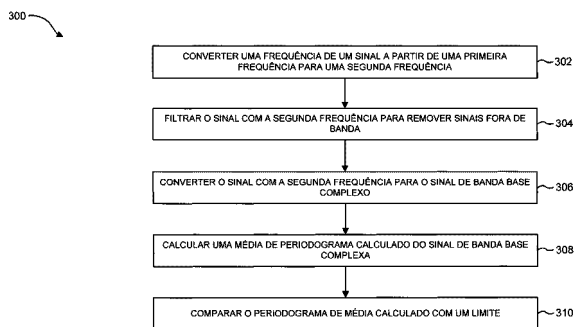 300
CONVERTER UMA FREQUÊNCIA DE UM SINAL A PARTIR DE UMA PRIMEIRA
FREQUÊNCIA PARA UMA SEGUNDA FREQUÊNCIA
302
FILTRAR O SINAL COM A SEGUNDA FREQUÊNCIA PARA REMOVER SINAIS FORA DE
BANDA
304
CONVERTER O SINAL COM A SEGUNDA FREQUÊNCIA PARA O SINAL DE BANDA BASE
COMPLEXO
306
CALCULAR UMA MÉDIA DE PERIODOGRAMA CALCULADO DO SINAL DE BANDA BASE
COMPLEXA
308
COMPARAR O PERIODOGRAMA DE MÉDIA CALCULADO COM UM LIMITE
310